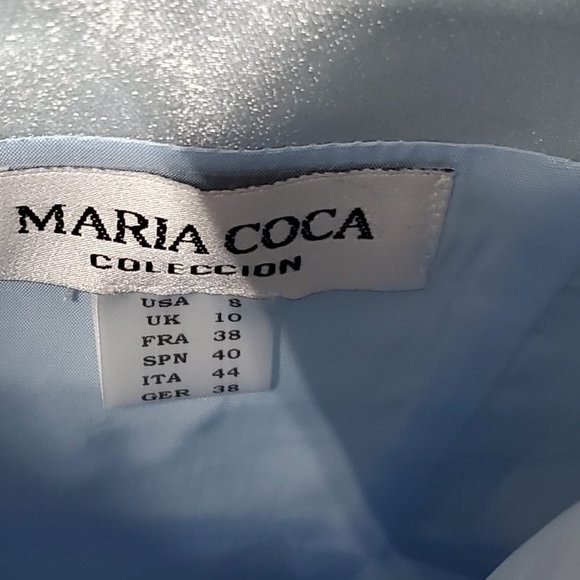 MARIA COCA
COLECCION
USA 8
UK 10
FRA 38
SPN 40
ITA 44
GER 38